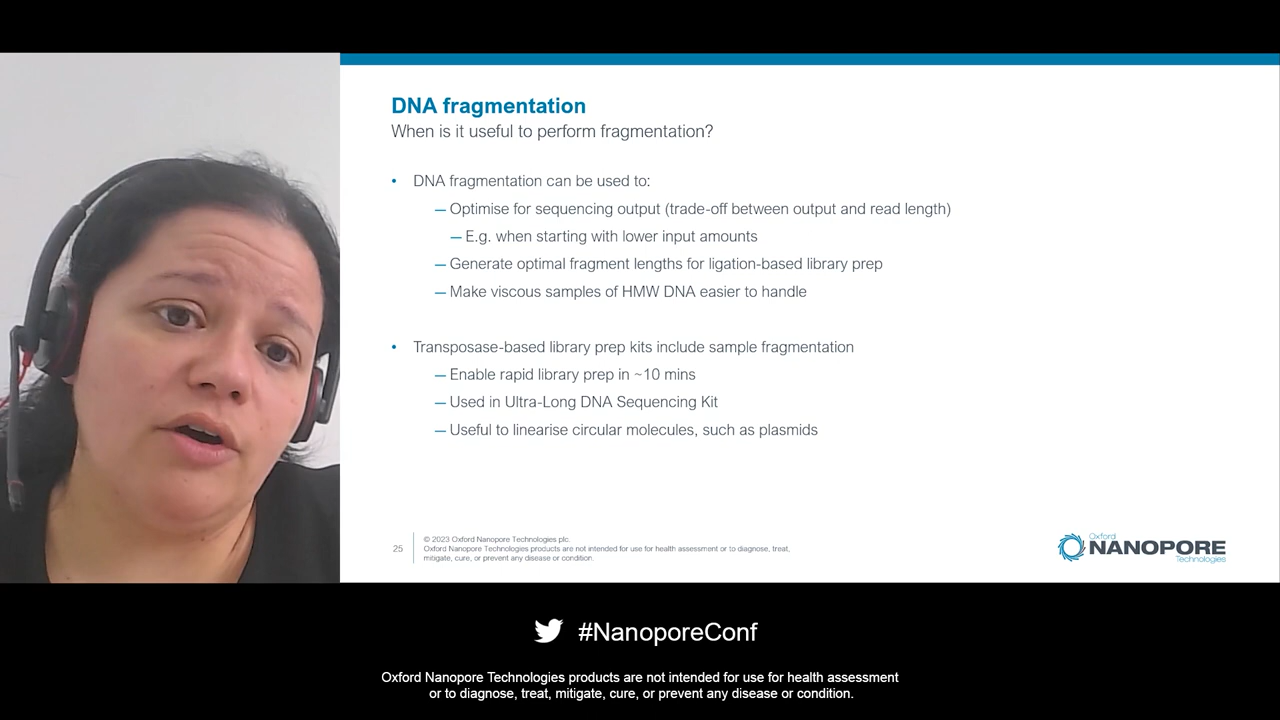 DNA fragmentation
When is it useful to perform fragmentation?
• DNA fragmentation can be used to:
— Optimise for sequencing output (trade-off between output and read length)
— E.g. when starting with lower input amounts
— Generate optimal fragment lengths for ligation-based library prep
— Make viscous samples of HMW DNA easier to handle
• Transposase-based library prep kits include sample fragmentation
— Enable rapid library prep in ~10 mins
— Used in Ultra-Long DNA Sequencing Kit
— Useful to linearise circular molecules, such as plasmids
25
© 2023 Oxford Nanopore Technologies plc.
Oxford Nanopore Technologies products are not intended for use for health assessment or to diagnose, treat,
mitigate, cure, or prevent any disease or condition.
Oxford
NANOPORE
Technologies
#NanoporeConf
Oxford Nanopore Technologies products are not intended for use for health assessment
or to diagnose, treat, mitigate, cure, or prevent any disease or condition.